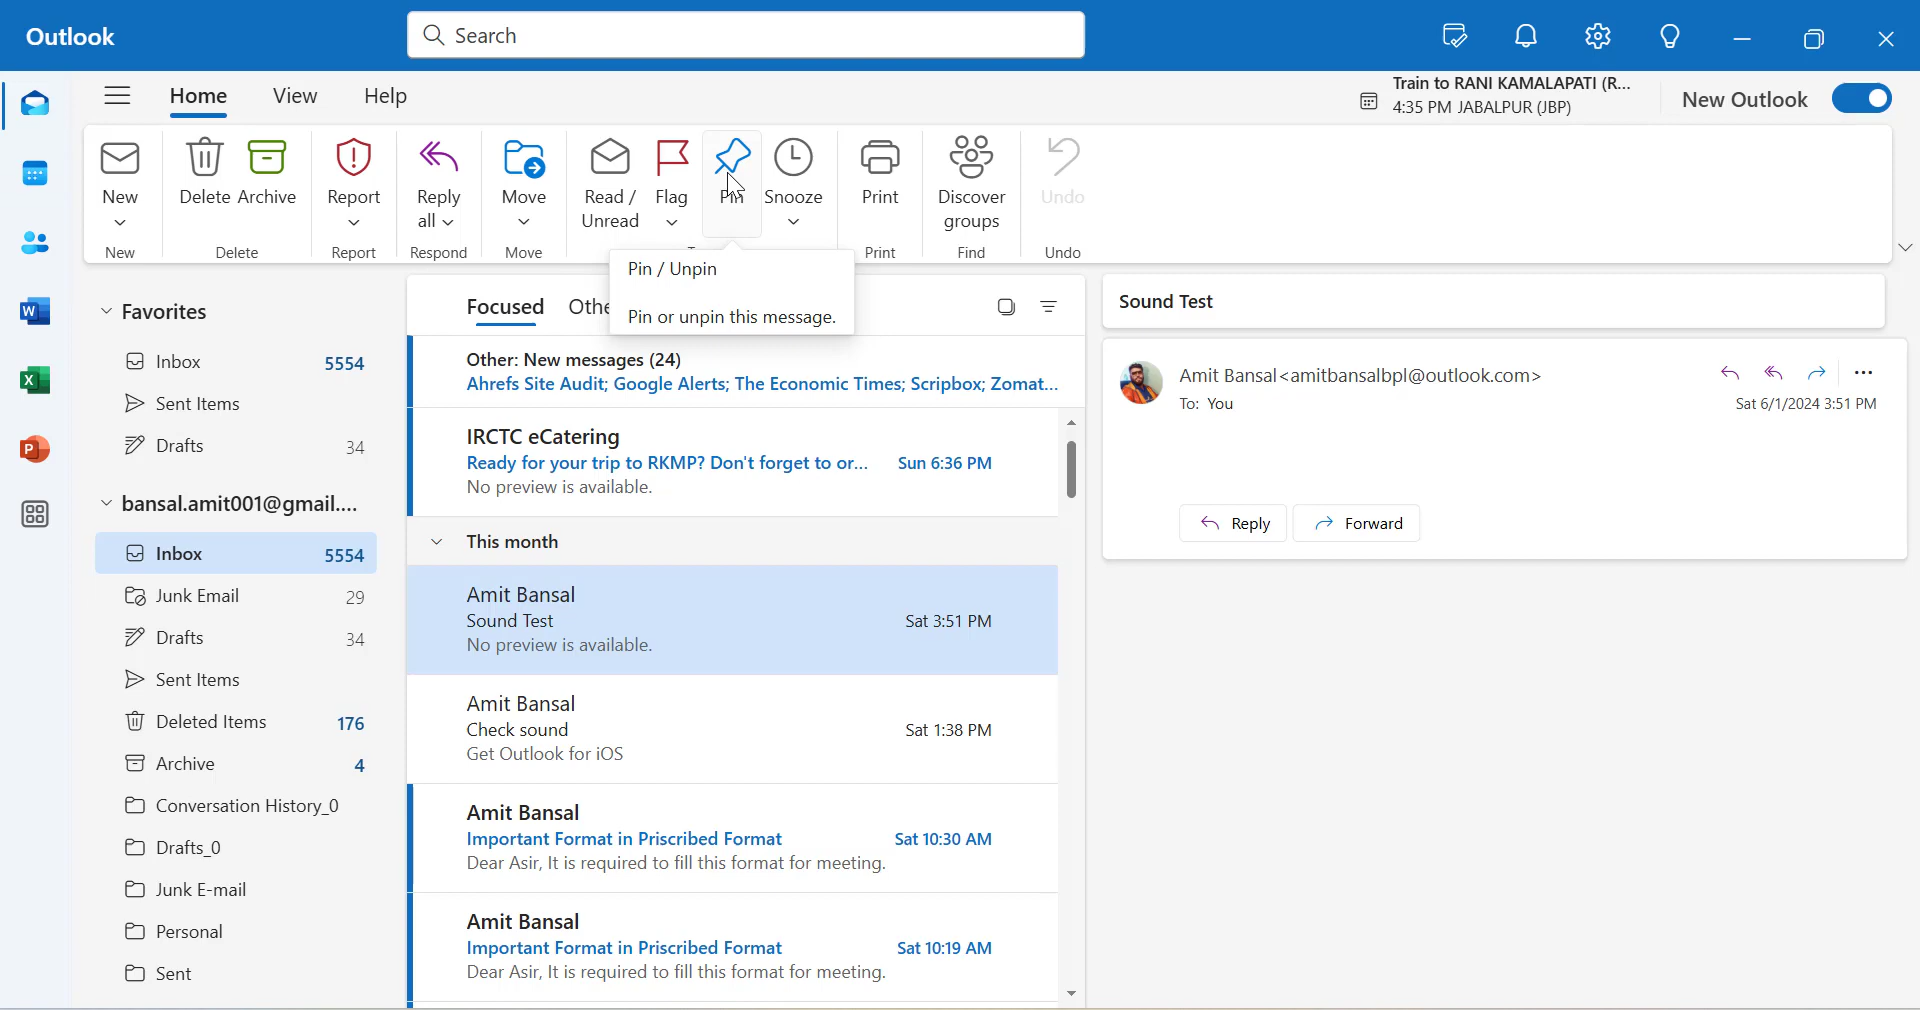 Outlook
Search
Home View Help
Train to RANI KAMALAPATI (R...
4:35 PM JABALPUR (JBP)
New Outlook
New
New
Delete Archive
Delete
Report
Report
Reply
all
Respond
Move
Move
Read /
Unread
Flag
Pin
Snooze
Print
Print
Discover
groups
Find
Undo
Undo
Pin / Unpin
Pin or unpin this message.
Favorites
Inbox 5554
Sent Items
Drafts 34
bansal.amit001@gmail....
Inbox 5554
Junk Email 29
Drafts 34
Sent Items
Deleted Items 176
Archive 4
Conversation History_0
Drafts_0
Junk E-mail
Personal
Sent
Focused Othe
Other: New messages (24)
Ahrefs Site Audit; Google Alerts; The Economic Times; Scripbox; Zomat...
IRCTC eCatering
Ready for your trip to RKMP? Don't forget to or... Sun 6:36 PM
No preview is available.
This month
Amit Bansal
Sound Test Sat 3:51 PM
No preview is available.
Amit Bansal
Check sound Sat 1:38 PM
Get Outlook for iOS
Amit Bansal
Important Format in Priscribed Format Sat 10:30 AM
Dear Asir, It is required to fill this format for meeting.
Amit Bansal
Important Format in Priscribed Format Sat 10:19 AM
Dear Asir, It is required to fill this format for meeting.
Sound Test
Amit Bansal<amitbansalbpl@outlook.com>
To: You
Sat 6/1/2024 3:51 PM
Reply Forward